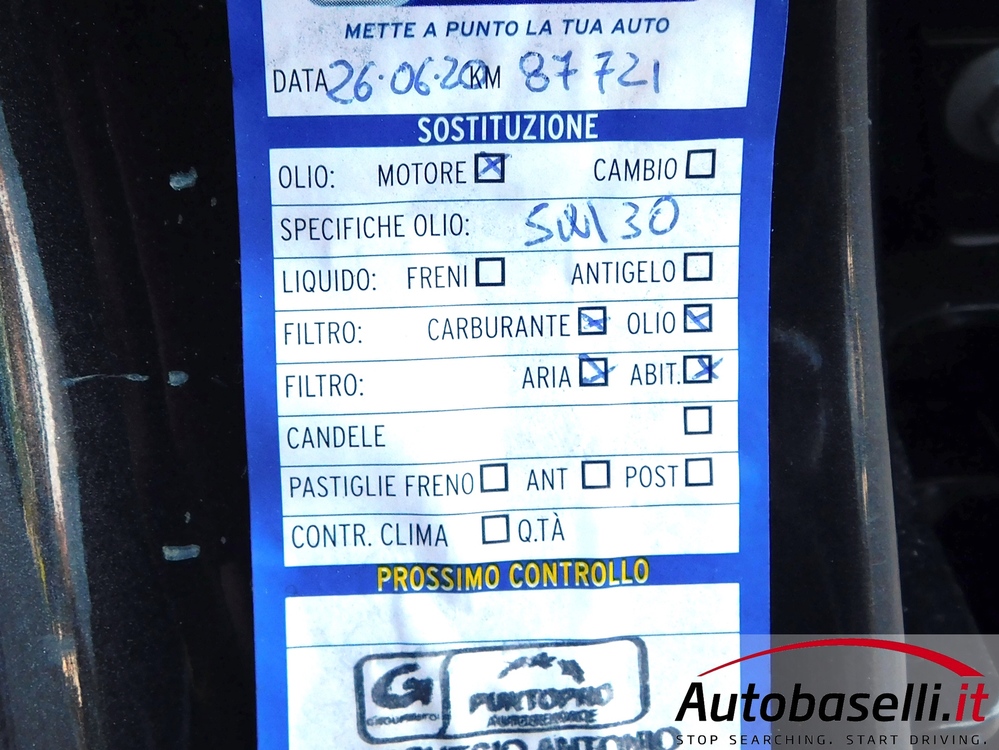 METTE A PUNTO LA TUA AUTO
DATA 26.06.20 KM 87721
SOSTITUZIONE
OLIO: MOTORE CAMBIO
SPECIFICHE OLIO: 5W30
LIQUIDO: FRENI ANTIGELO
FILTRO: CARBURANTE OLIO
FILTRO: ARIA ABIT.
CANDELE
PASTIGLIE FRENO ANT POST
CONTR. CLIMA Q.TÀ
PROSSIMO CONTROLLO
G PUNTOPRO
ANTONIO
Autobaselli.it
STOP SEARCHING. START DRIVING.